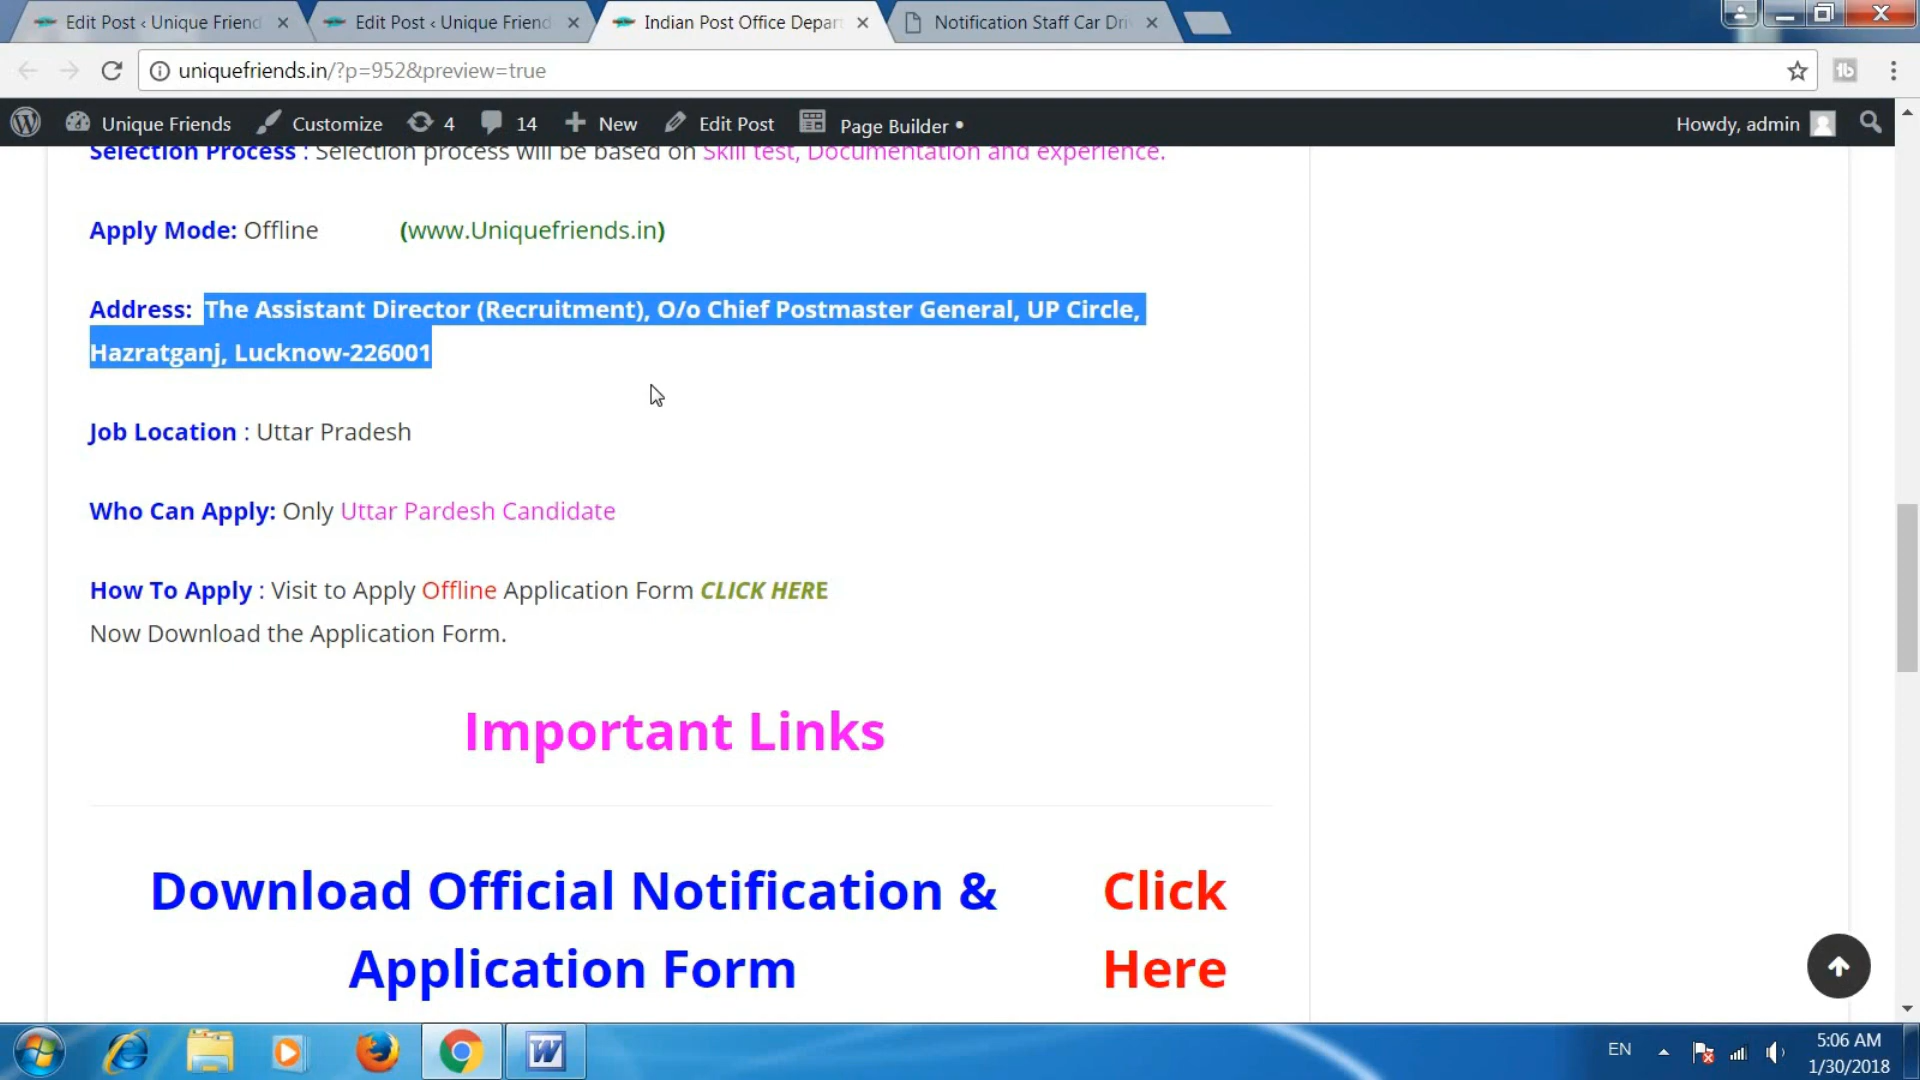 Edit Post ‹ Unique Friend
Edit Post ‹ Unique Friend
Indian Post Office Depar
Notification Staff Car Dri
uniquefriends.in/?p=952&preview=true
Unique Friends
Customize
4
14
New
Edit Post
Page Builder •
Howdy, admin
Selection Process : Selection process will be based on Skill test, Documentation and experience.
Apply Mode: Offline (www.Uniquefriends.in)
Address: The Assistant Director (Recruitment), O/o Chief Postmaster General, UP Circle,
Hazratganj, Lucknow-226001
Job Location : Uttar Pradesh
Who Can Apply: Only Uttar Pardesh Candidate
How To Apply : Visit to Apply Offline Application Form CLICK HERE
Now Download the Application Form.
Important Links
Download Official Notification & Click
Application Form Here
EN
5:06 AM
1/30/2018